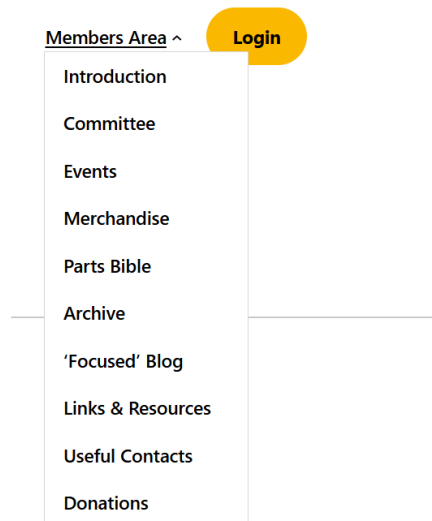 Members Area
Login
Introduction
Committee
Events
Merchandise
Parts Bible
Archive
‘Focused’ Blog
Links & Resources
Useful Contacts
Donations